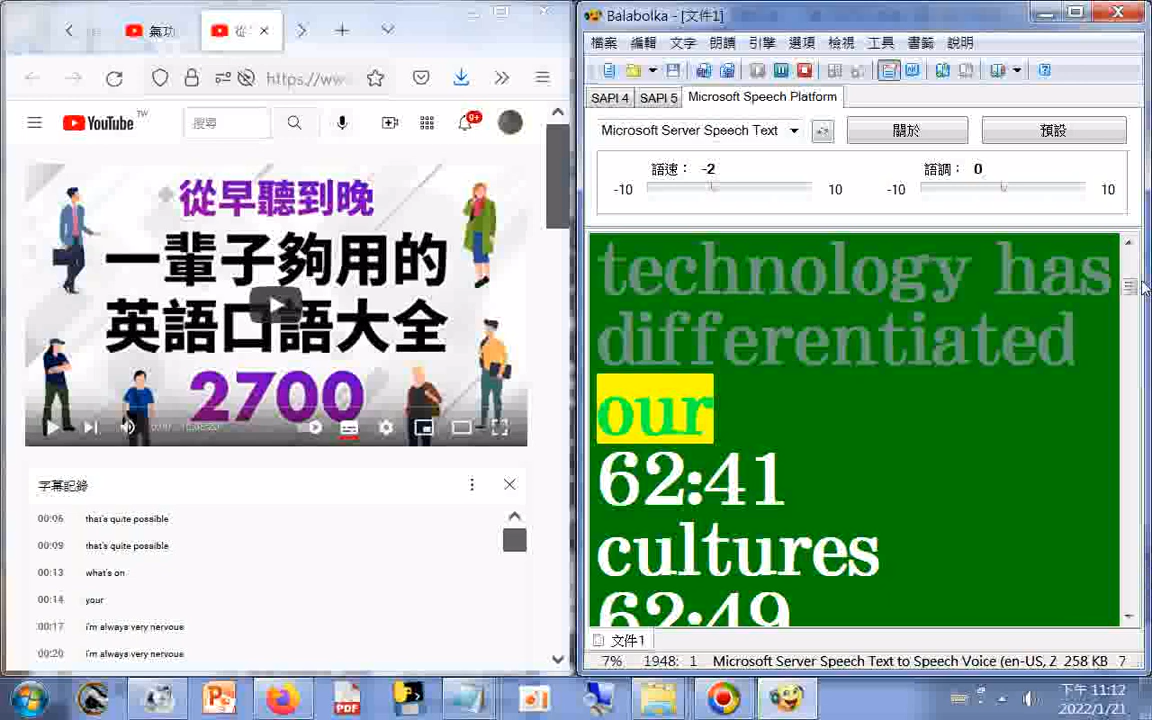 氣功
Balabolka - [文件1]
檔案 編輯 文字 朗讀 引擎 選項 檢視 工具 書籤 說明
https://ww
SAPI 4 SAPI 5 Microsoft Speech Platform
YouTube TW
搜尋
9+
Microsoft Server Speech Text
關於
預設
語速： -2
語調： 0
-10 10 -10 10
從早聽到晚
一輩子夠用的
英語口語大全
2700
technology has
differentiated
our
62:41
cultures
62:49
字幕記錄
00:06 that's quite possible
00:09 that's quite possible
00:13 what's on
00:14 your
00:17 i'm always very nervous
00:20 i'm always very nervous
文件1
7% 1948: 1 Microsoft Server Speech Text to Speech Voice (en-US, Z 258 KB 7
PDF
下午 11:12
2022/1/21